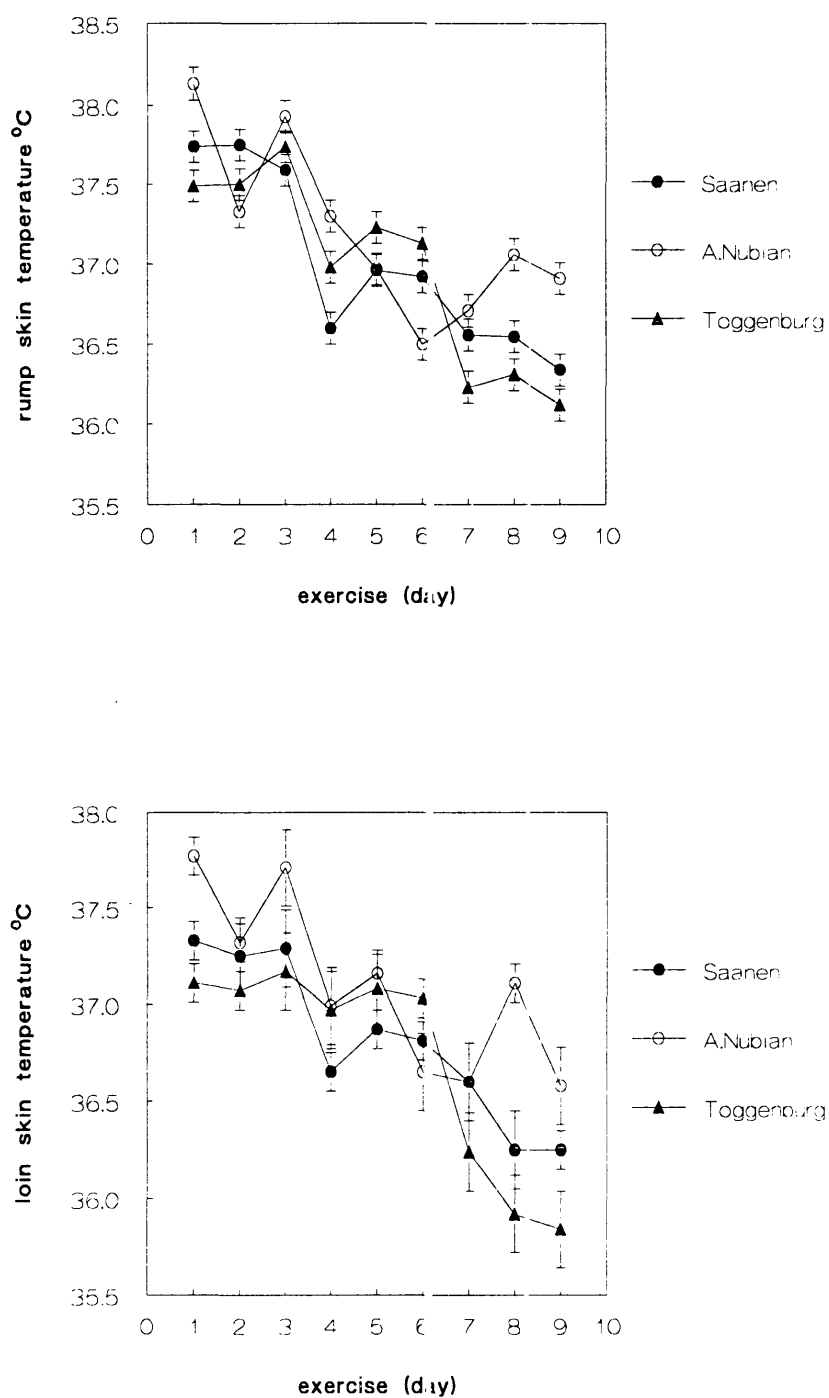 38.5
38.0
37.5
37.0
36.5
36.0
35.5
rump skin temperature °C
0 1 2 3 4 5 6 7 8 9 10
exercise (day)
Saanen
A.Nubian
Toggenburg
38.0
37.5
37.0
36.5
36.0
35.5
loin skin temperature °C
0 1 2 3 4 5 6 7 8 9 10
exercise (day)
Saanen
A.Nubian
Toggenburg